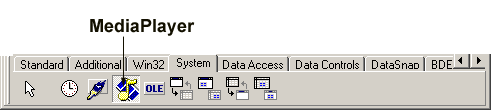 MediaPlayer
Standard Additional Win32 System Data Access Data Controls DataSnap BDE
OLE